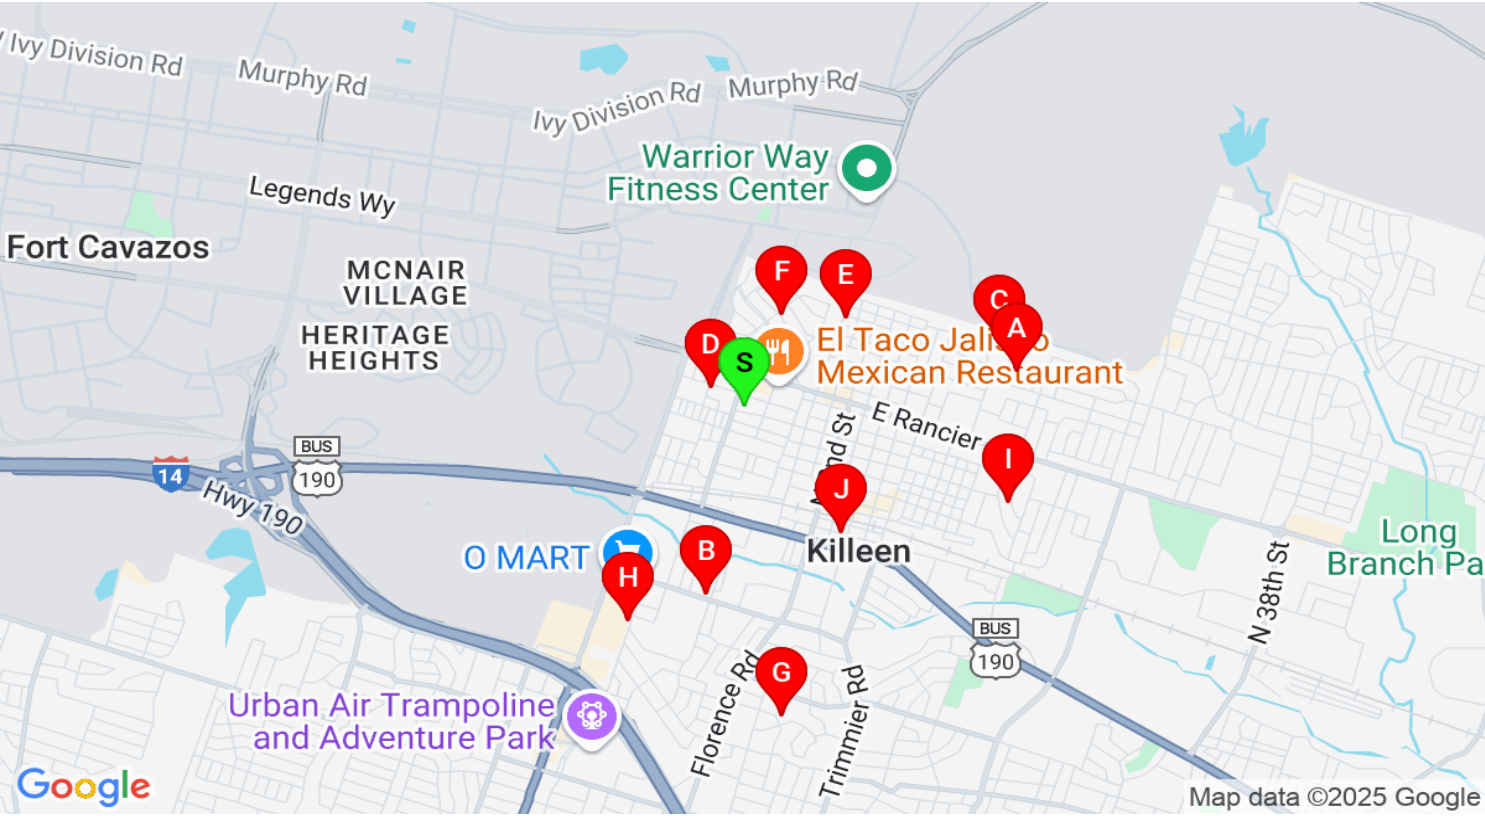 Ivy Division Rd
Murphy Rd
Ivy Division Rd
Murphy Rd
Warrior Way
Fitness Center
Legends Wy
Fort Cavazos
MCNAIR
VILLAGE
HERITAGE
HEIGHTS
F
E
C
A
D
S
El Taco
Mexican Restaurant
E Rancier
BUS
190
14
Hwy 190
I
J
Killeen
O MART
B
H
Long
Branch Pa
N 38th St
BUS
190
G
Florence Rd
Trimmier Rd
Urban Air Trampoline
and Adventure Park
Google
Map data ©2025 Google